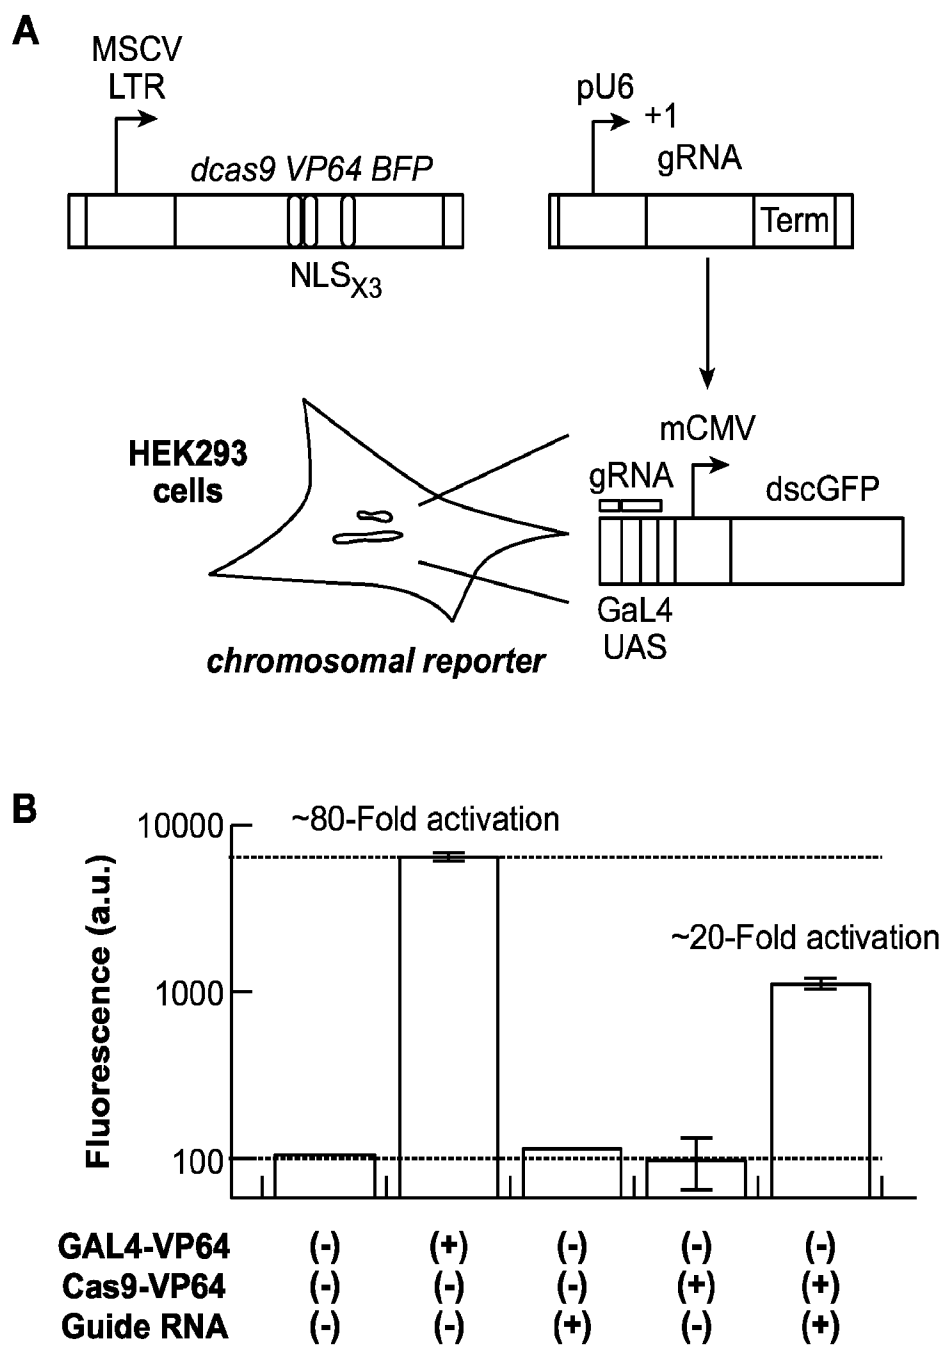 A
MSCV
LTR
dcas9 VP64 BFP
NLSX3
pU6
+1
gRNA
Term
HEK293
cells
chromosomal reporter
mCMV
gRNA
dscGFP
GaL4
UAS
B
~80-Fold activation
~20-Fold activation
Fluorescence (a.u.)
10000
1000
100
GAL4-VP64 (-) (+) (-) (-) (-)
Cas9-VP64 (-) (-) (-) (+) (+)
Guide RNA (-) (-) (+) (-) (+)